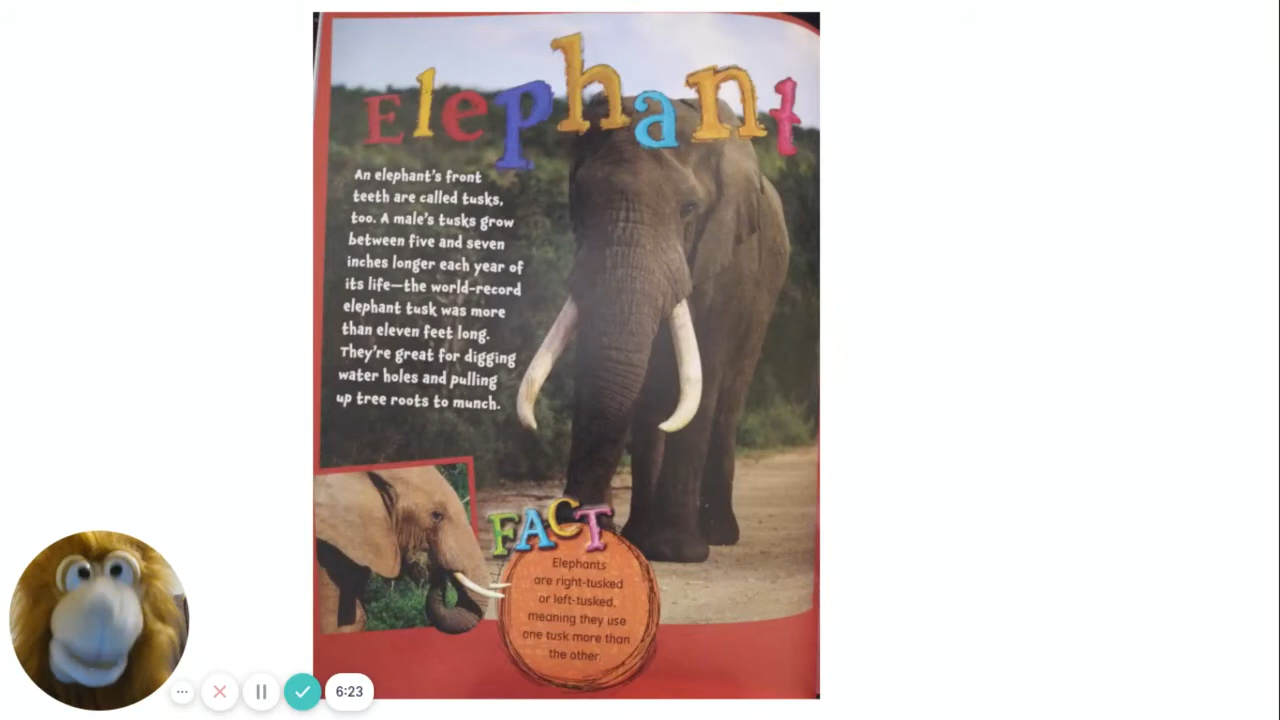 Elephant
An elephant's front
teeth are called tusks,
too. A male's tusks grow
between five and seven
inches longer each year of
its life—the world-record
elephant tusk was more
than eleven feet long.
They're great for digging
water holes and pulling
up tree roots to munch.
FACT
Elephants
are right-tusked
or left-tusked,
meaning they use
one tusk more than
the other.
6:23